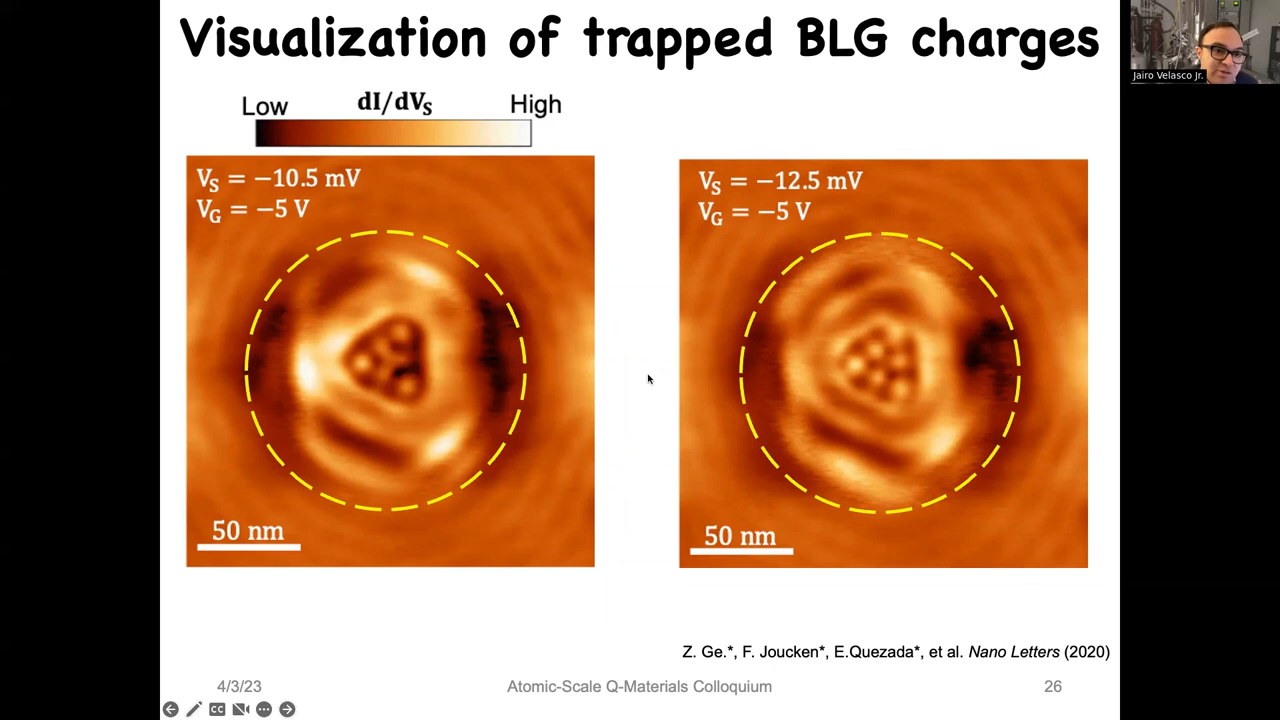 Visualization of trapped BLG charges
Jairo Velasco Jr.
Low dI/dVS High
VS = −10.5 mV
VG = −5 V
50 nm
VS = −12.5 mV
VG = −5 V
50 nm
Z. Ge.*, F. Joucken*, E.Quezada*, et al. Nano Letters (2020)
4/3/23 Atomic-Scale Q-Materials Colloquium 26
CC